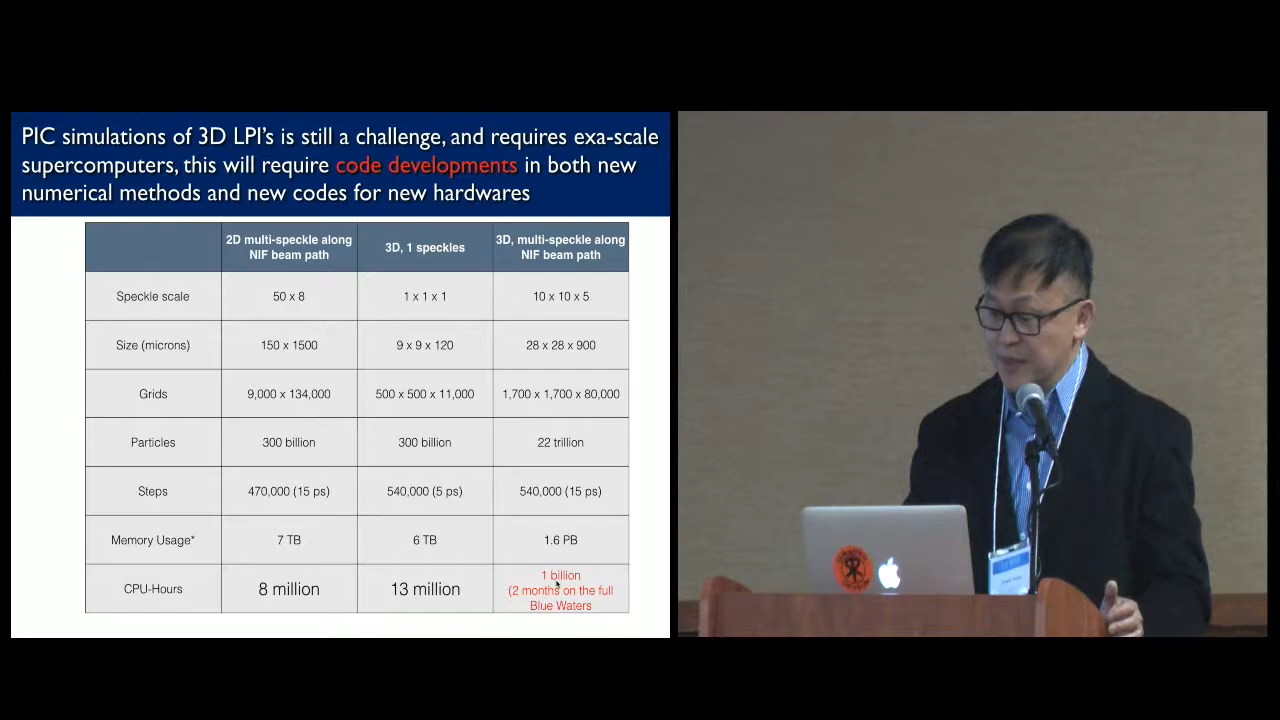 PIC simulations of 3D LPI's is still a challenge, and requires exa-scale
supercomputers, this will require code developments in both new
numerical methods and new codes for new hardwares
2D multi-speckle along NIF beam path
3D, 1 speckles
3D, multi-speckle along NIF beam path
Speckle scale
50 x 8
1 x 1 x 1
10 x 10 x 5
Size (microns)
150 x 1500
9 x 9 x 120
28 x 28 x 900
Grids
9,000 x 134,000
500 x 500 x 11,000
1,700 x 1,700 x 80,000
Particles
300 billion
300 billion
22 trillion
Steps
470,000 (15 ps)
540,000 (5 ps)
540,000 (15 ps)
Memory Usage*
7 TB
6 TB
1.6 PB
CPU-Hours
8 million
13 million
1 billion
(2 months on the full
Blue Waters